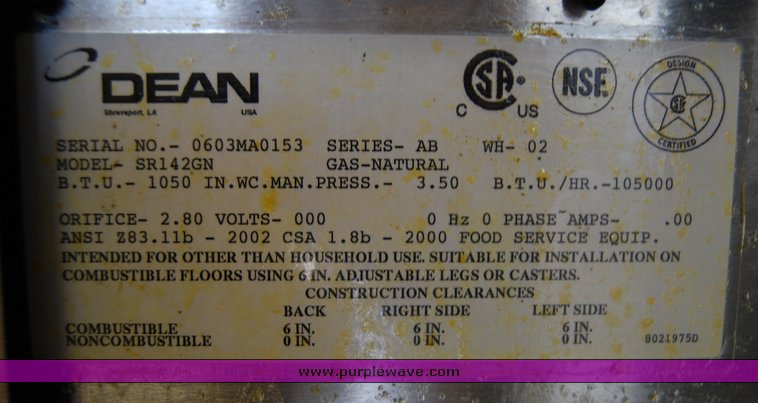 DEAN
Shreveport, LA USA
CSA ®
C US
NSF.
DESIGN
CERTIFIED
SERIAL NO.- 0603MA0153 SERIES- AB WH- 02
MODEL- SR142GN GAS-NATURAL
B.T.U.- 1050 IN.WC.MAN.PRESS.- 3.50 B.T.U./HR.-105000
ORIFICE- 2.80 VOLTS- 000 0 Hz 0 PHASE AMPS- .00
ANSI Z83.11b - 2002 CSA 1.8b - 2000 FOOD SERVICE EQUIP.
INTENDED FOR OTHER THAN HOUSEHOLD USE. SUITABLE FOR INSTALLATION ON
COMBUSTIBLE FLOORS USING 6 IN. ADJUSTABLE LEGS OR CASTERS.
CONSTRUCTION CLEARANCES
BACK RIGHT SIDE LEFT SIDE
COMBUSTIBLE 6 IN. 6 IN. 6 IN.
NONCOMBUSTIBLE 0 IN. 0 IN. 0 IN. 8021975D
www.purplewave.com